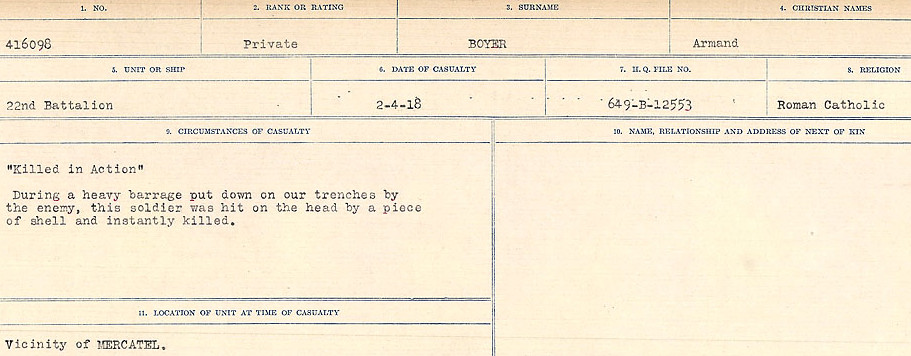 1. NO.
2. RANK OR RATING
3. SURNAME
4. CHRISTIAN NAMES
416098
Private
BOYER
Armand
5. UNIT OR SHIP
6. DATE OF CASUALTY
7. H.Q. FILE NO.
8. RELIGION
22nd Battalion
2-4-18
649-B-12553
Roman Catholic
9. CIRCUMSTANCES OF CASUALTY
10. NAME, RELATIONSHIP AND ADDRESS OF NEXT OF KIN
"Killed in Action"
During a heavy barrage put down on our trenches by
the enemy, this soldier was hit on the head by a piece
of shell and instantly killed.
11. LOCATION OF UNIT AT TIME OF CASUALTY
Vicinity of MERCATEL.